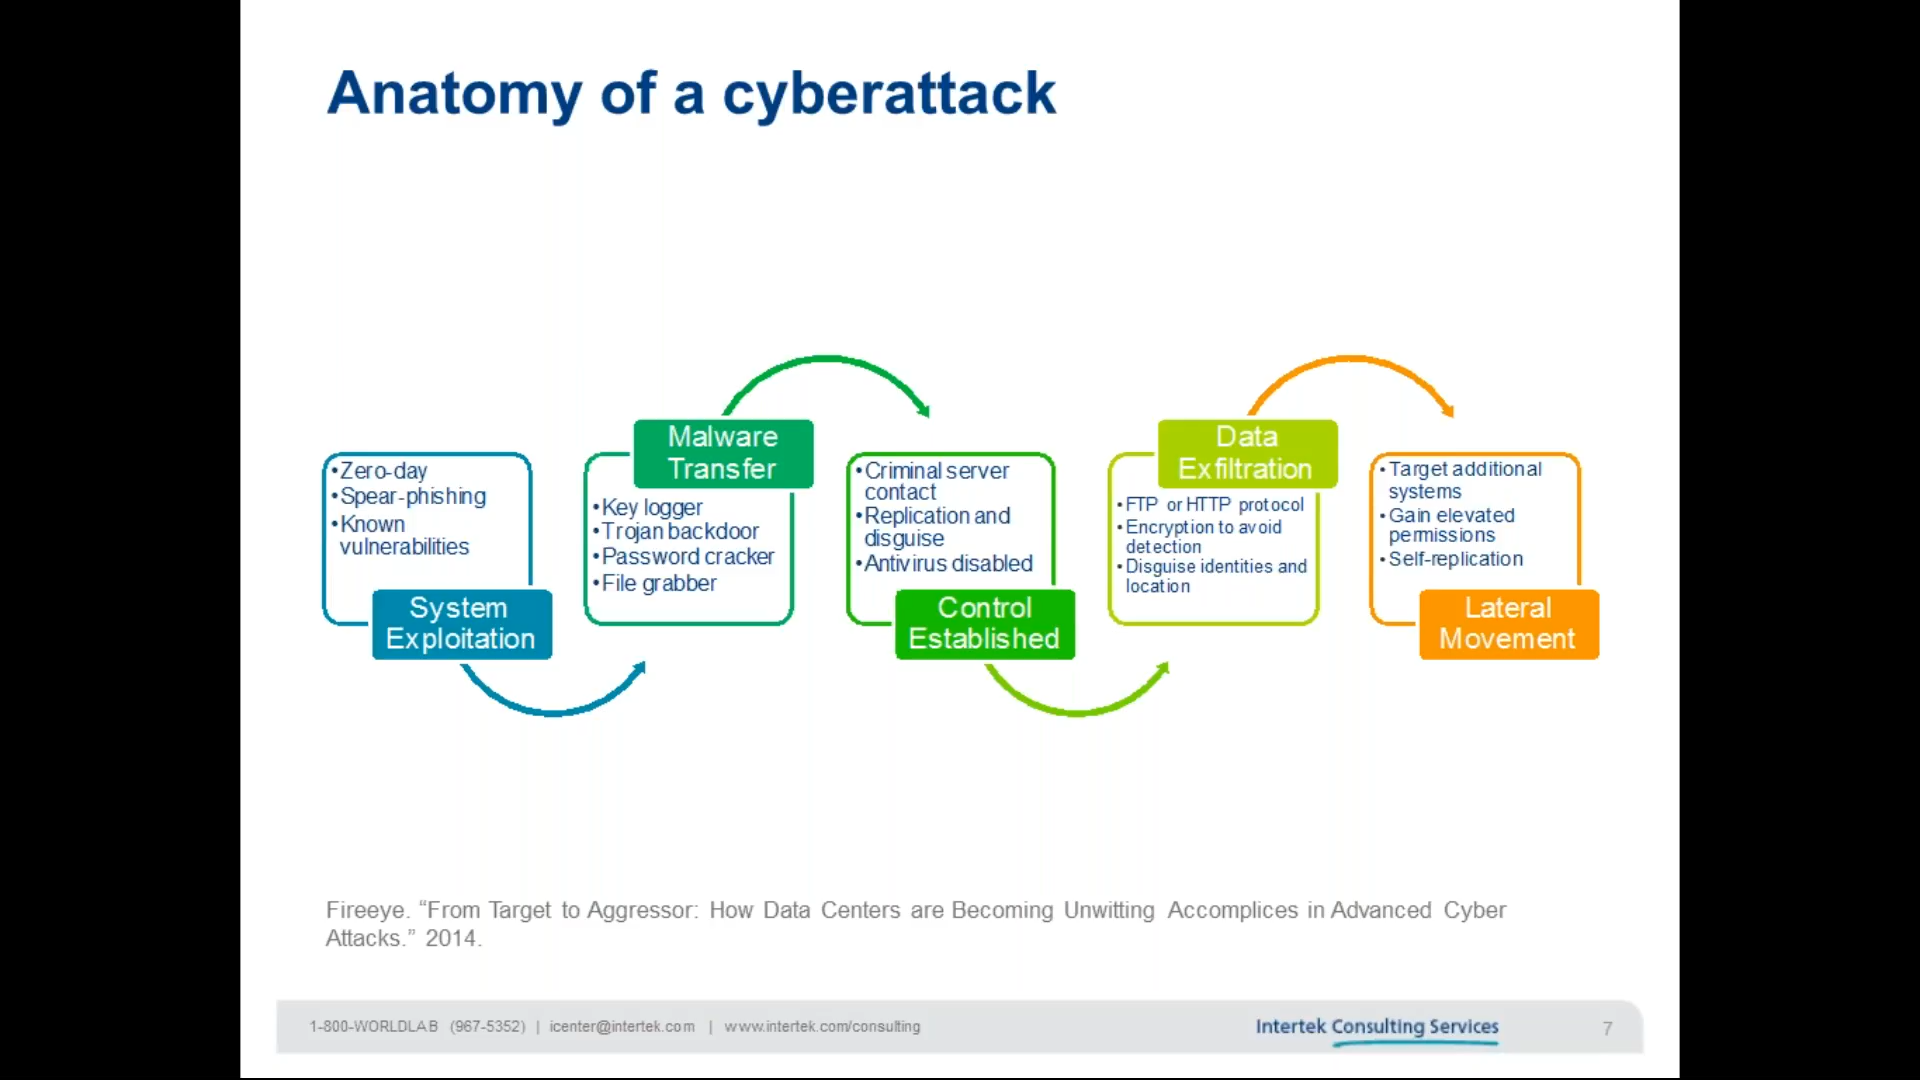 Anatomy of a cyberattack
•Zero-day
•Spear-phishing
•Known
vulnerabilities
System
Exploitation
Malware
Transfer
•Key logger
•Trojan backdoor
•Password cracker
•File grabber
•Criminal server
contact
•Replication and
disguise
•Antivirus disabled
Control
Established
Data
Exfiltration
•FTP or HTTP protocol
•Encryption to avoid
detection
•Disguise identities and
location
•Target additional
systems
•Gain elevated
permissions
•Self-replication
Lateral
Movement
Fireeye. “From Target to Aggressor: How Data Centers are Becoming Unwitting Accomplices in Advanced Cyber
Attacks.” 2014.
1-800-WORLDLAB (967-5352) | icenter@intertek.com | www.intertek.com/consulting
Intertek Consulting Services
7